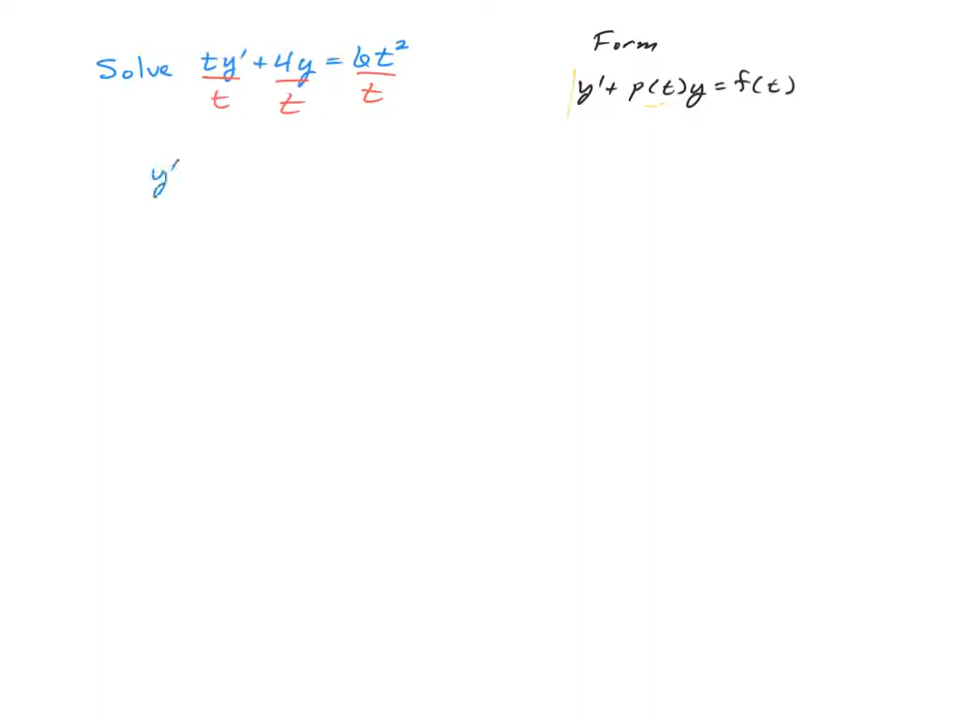 Solve ty' + 4y = 6t²
t t t
y'
Form
y' + p(t)y = f(t)